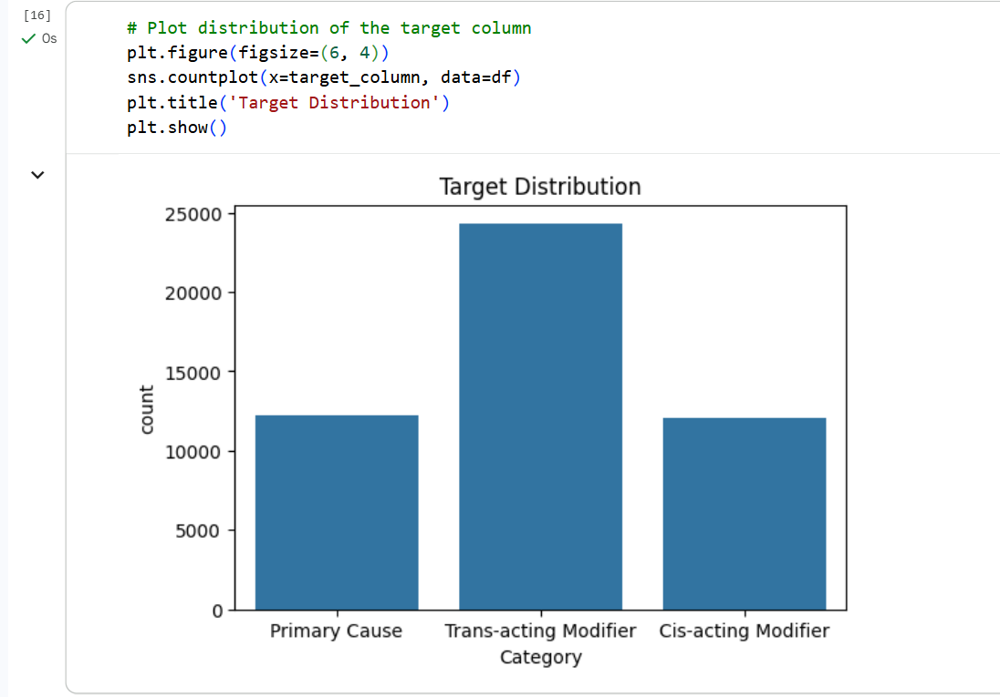 [16]
0s
# Plot distribution of the target column
plt.figure(figsize=(6, 4))
sns.countplot(x=target_column, data=df)
plt.title('Target Distribution')
plt.show()
Target Distribution
25000
20000
15000
10000
5000
0
count
Primary Cause Trans-acting Modifier Cis-acting Modifier
Category